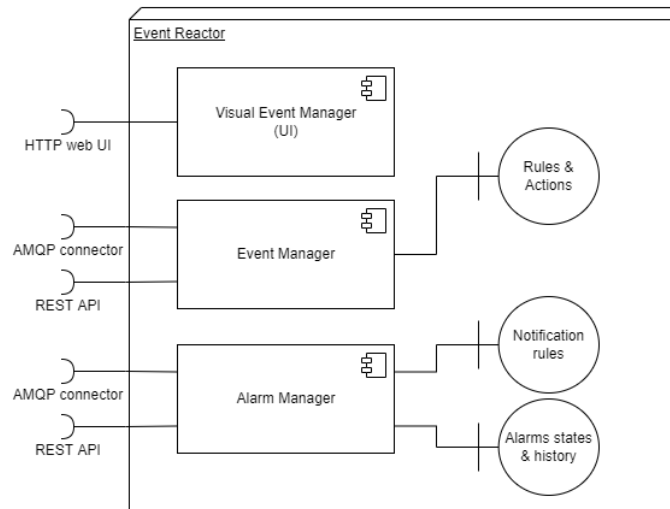 Event Reactor
Visual Event Manager
(UI)
HTTP web UI
Rules &
Actions
AMQP connector
Event Manager
REST API
Notification
rules
AMQP connector
Alarm Manager
REST API
Alarms states
& history